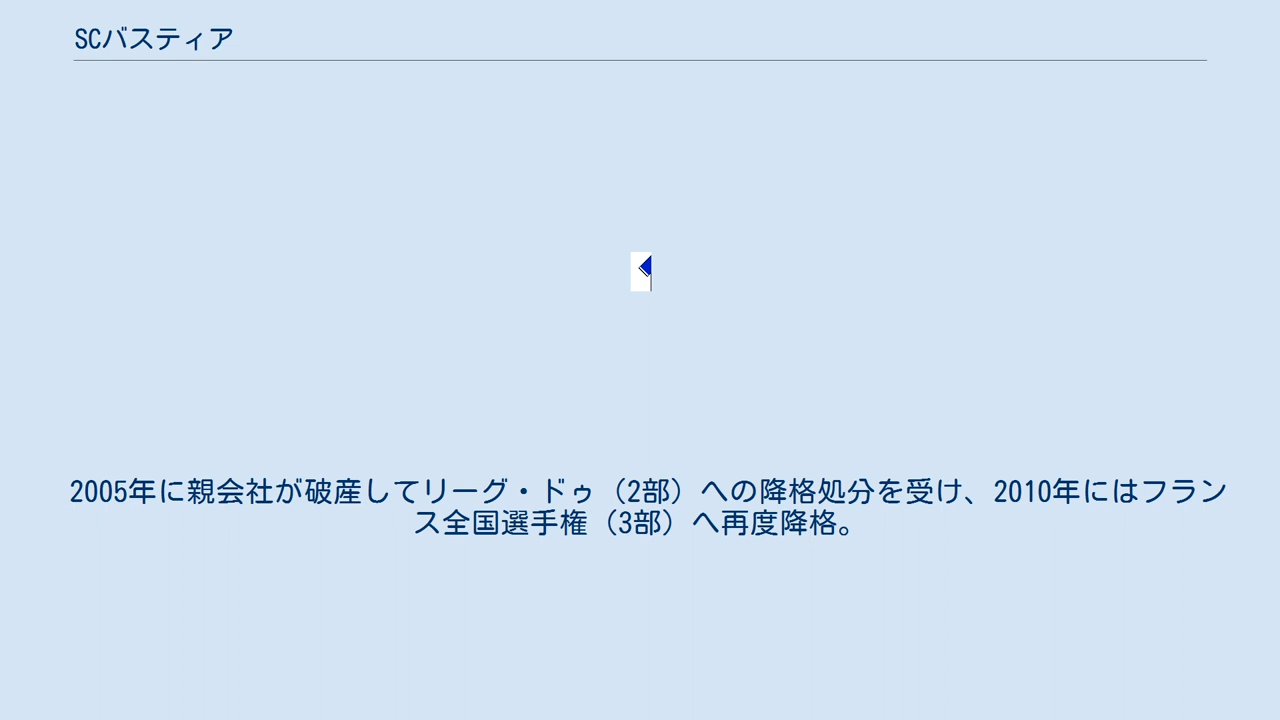 SCバスティア
2005年に親会社が破産してリーグ・ドゥ（2部）への降格処分を受け、2010年にはフラン
ス全国選手権（3部）へ再度降格。